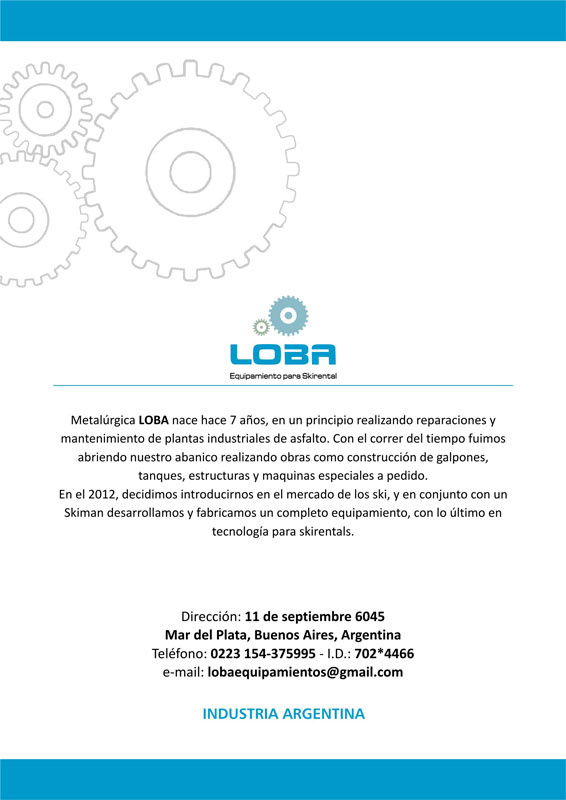 LOBA
Equipamiento para Skirental
Metalúrgica LOBA nace hace 7 años, en un principio realizando reparaciones y
mantenimiento de plantas industriales de asfalto. Con el correr del tiempo fuimos
abriendo nuestro abanico realizando obras como construcción de galpones,
tanques, estructuras y maquinas especiales a pedido.
En el 2012, decidimos introducirnos en el mercado de los ski, y en conjunto con un
Skiman desarrollamos y fabricamos un completo equipamiento, con lo último en
tecnología para skirentals.
Dirección: 11 de septiembre 6045
Mar del Plata, Buenos Aires, Argentina
Teléfono: 0223 154-375995 - I.D.: 702*4466
e-mail: lobaequipamientos@gmail.com
INDUSTRIA ARGENTINA